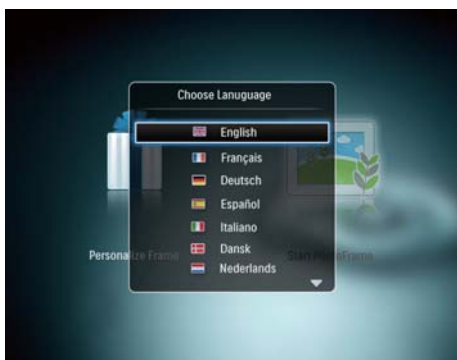 Choose Lanuguage
English
Français
Deutsch
Español
Italiano
Dansk
Nederlands
Personalize Frame
Start PhotoFrame